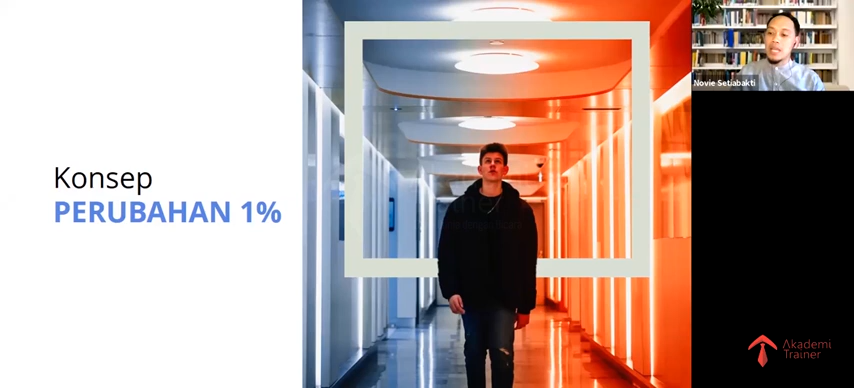 Konsep
PERUBAHAN 1%
Novie Setiabakti
Akademi
Trainer